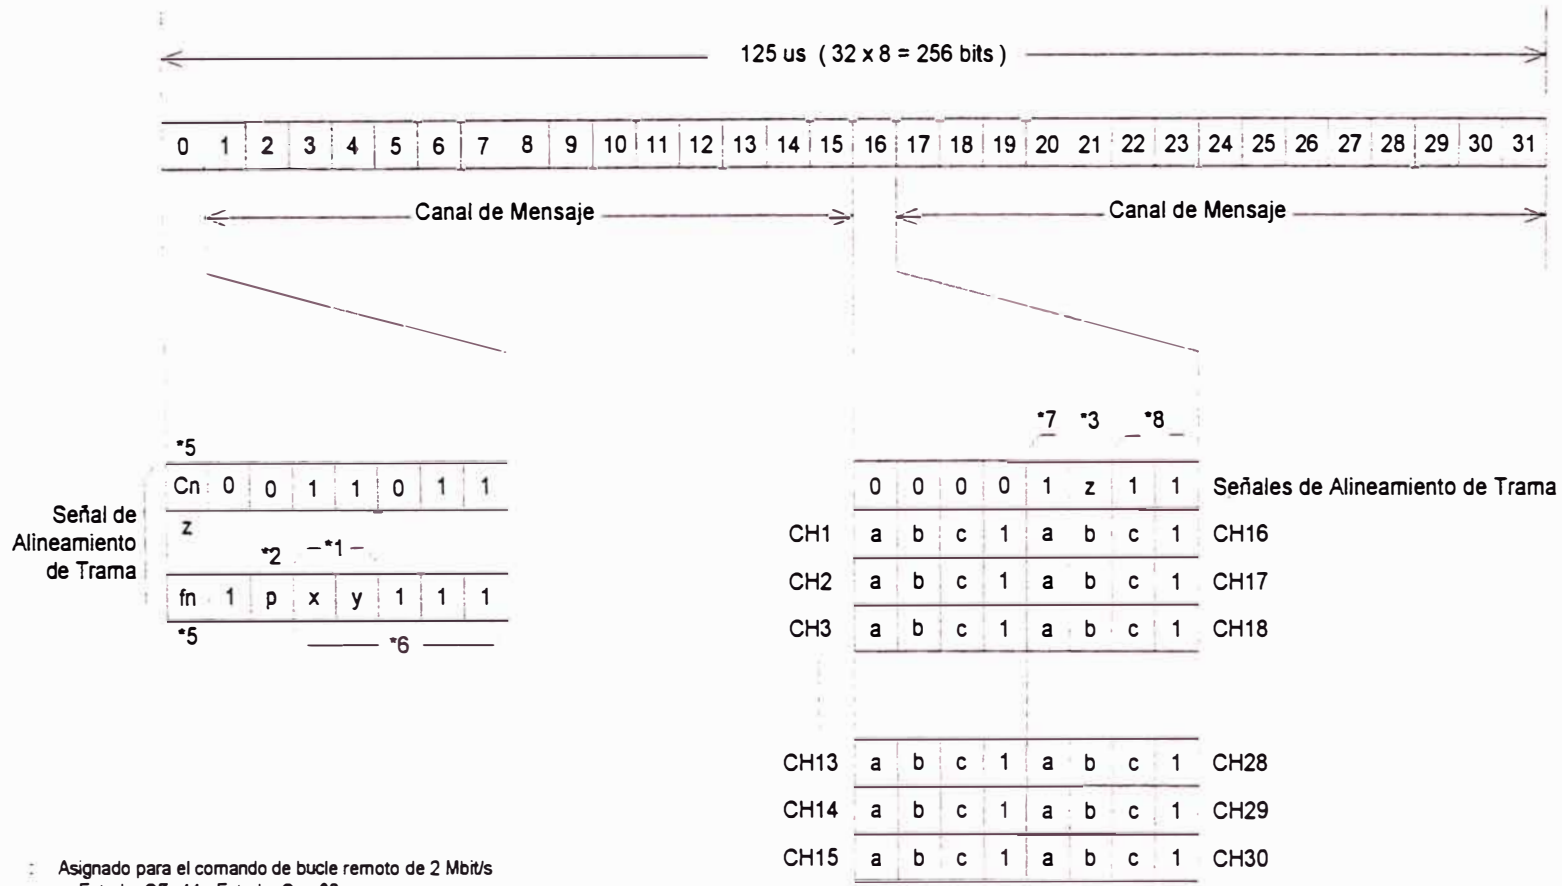 125 us ( 32 x 8 = 256 bits )
0 1 2 3 4 5 6 7 8 9 10 11 12 13 14 15 16 17 18 19 20 21 22 23 24 25 26 27 28 29 30 31
Canal de Mensaje
Canal de Mensaje
*5
Cn 0 0 1 1 0 1 1
Señal de
Alineamiento
de Trama
z
*2 *1
fn 1 p x y 1 1 1
*5
*6
*7 *3 *8
0 0 0 0 1 z 1 1 Señales de Alineamiento de Trama
CH1 a b c 1 a b c 1 CH16
CH2 a b c 1 a b c 1 CH17
CH3 a b c 1 a b c 1 CH18
CH13 a b c 1 a b c 1 CH28
CH14 a b c 1 a b c 1 CH29
CH15 a b c 1 a b c 1 CH30
Asignado para el comando de bucle remoto de 2 Mbit/s